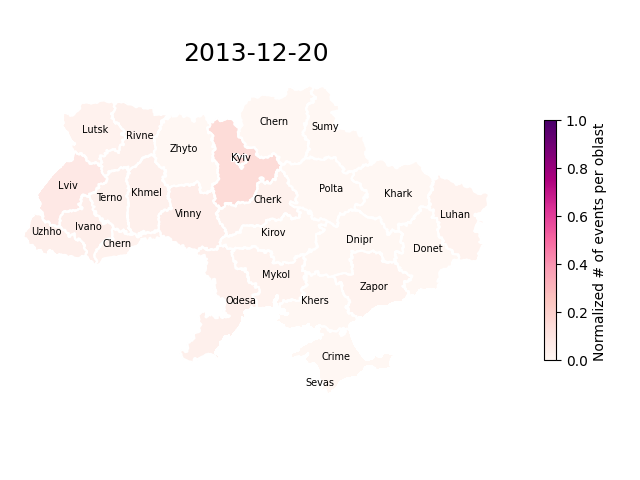 2013-12-20
Chern
Sumy
Lutsk
Rivne
Zhyto
Kyiv
Lviv
Terno
Khmel
Vinny
Cherk
Polta
Khark
Luhan
Uzhho
Ivano
Chern
Kirov
Dnipr
Donet
Mykol
Zapor
Odesa
Khers
Crime
Sevas
1.0
0.8
0.6
0.4
0.2
0.0
Normalized # of events per oblast